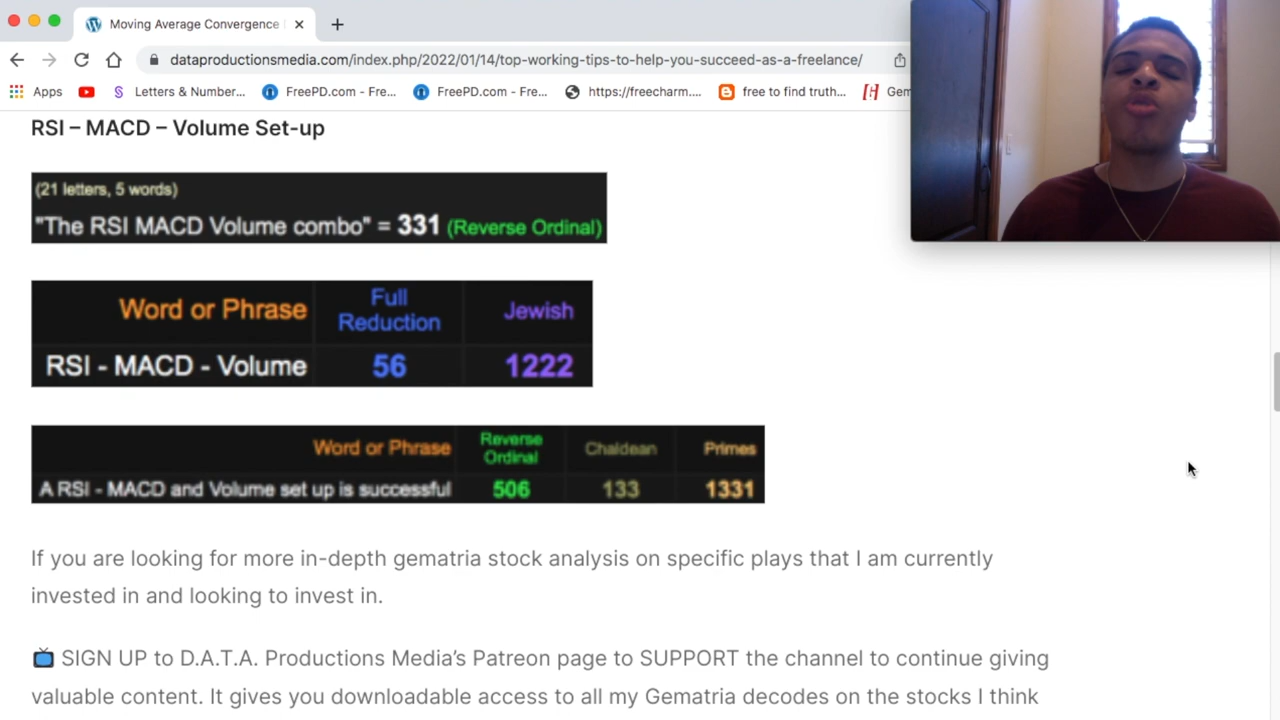 Moving Average Convergence
dataproductionsmedia.com/index.php/2022/01/14/top-working-tips-to-help-you-succeed-as-a-freelance/
Apps Letters & Number... FreePD.com - Fre... FreePD.com - Fre... https://freecharm.... free to find truth... Gem
RSI – MACD – Volume Set-up
(21 letters, 5 words)
"The RSI MACD Volume combo" = 331 (Reverse Ordinal)
Word or Phrase Full Reduction Jewish
RSI - MACD - Volume 56 1222
Word or Phrase Reverse Ordinal Chaldean Primes
A RSI - MACD and Volume set up is successful 506 133 1331
If you are looking for more in-depth gematria stock analysis on specific plays that I am currently
invested in and looking to invest in.
SIGN UP to D.A.T.A. Productions Media's Patreon page to SUPPORT the channel to continue giving
valuable content. It gives you downloadable access to all my Gematria decodes on the stocks I think